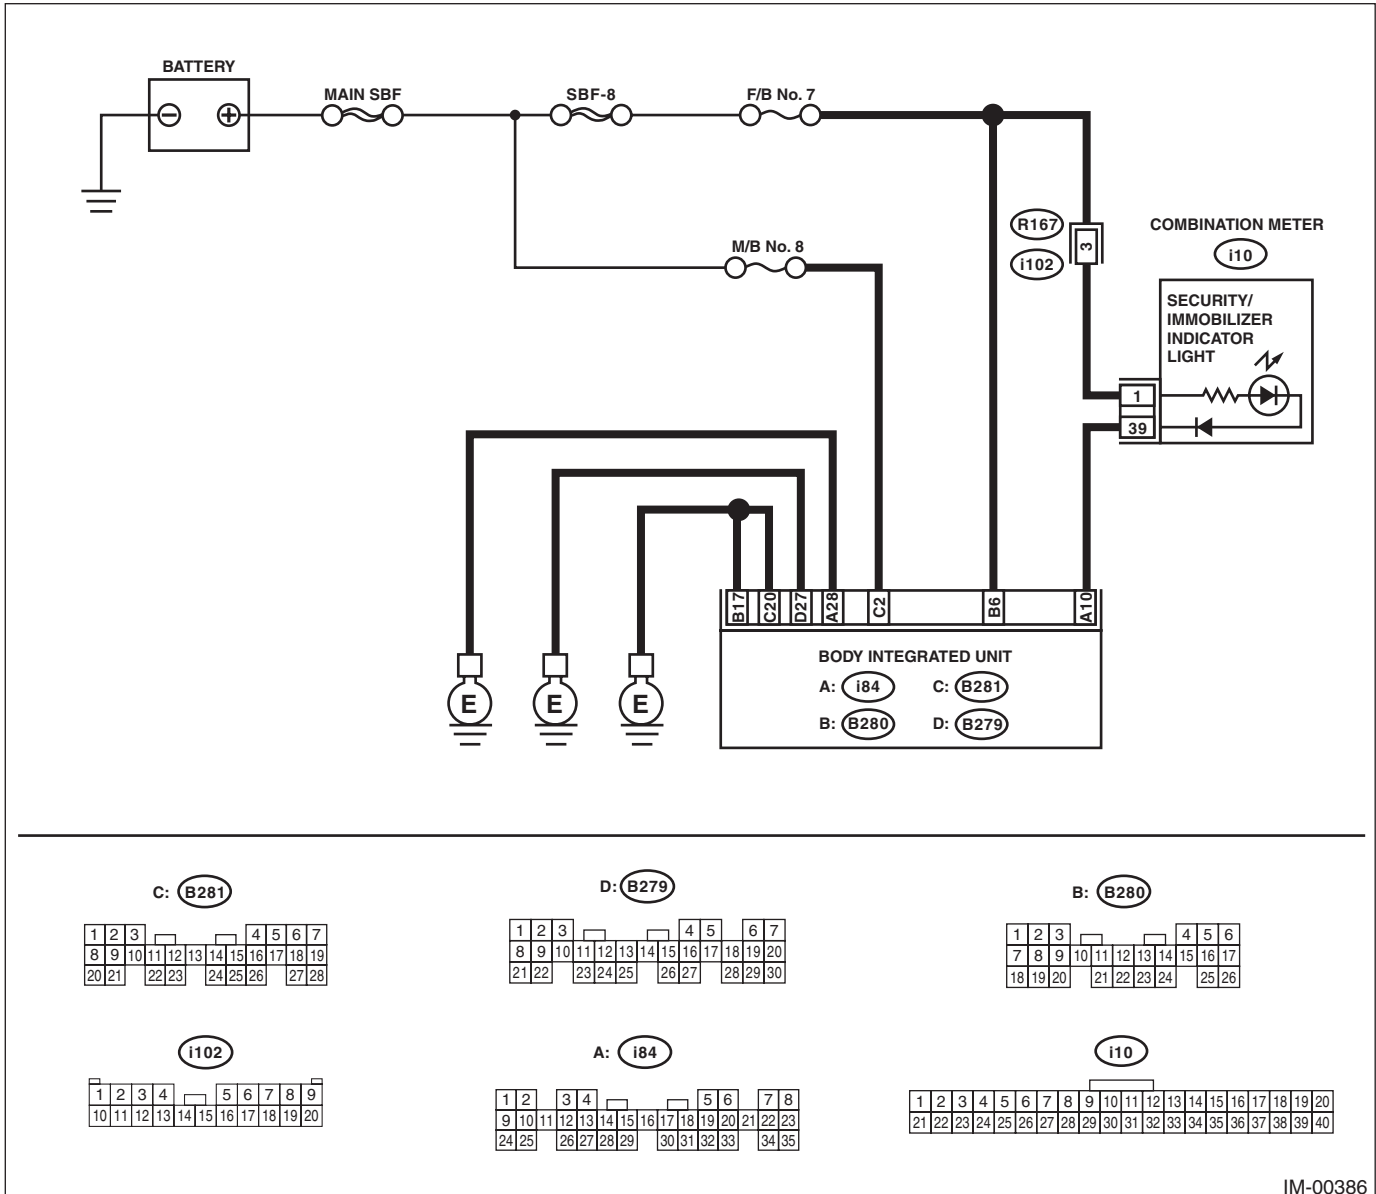 BATTERY
MAIN SBF
SBF-8
F/B No. 7
M/B No. 8
R167
i102
3
COMBINATION METER
i10
SECURITY/
IMMOBILIZER
INDICATOR
LIGHT
1
39
B17 C20 D27 A28 C2 B6 A10
BODY INTEGRATED UNIT
A: i84 C: B281
B: B280 D: B279
E E E
C: B281
1 2 3 4 5 6 7
8 9 10 11 12 13 14 15 16 17 18 19
20 21 22 23 24 25 26 27 28
D: B279
1 2 3 4 5 6 7
8 9 10 11 12 13 14 15 16 17 18 19 20
21 22 23 24 25 26 27 28 29 30
B: B280
1 2 3 4 5 6
7 8 9 10 11 12 13 14 15 16 17
18 19 20 21 22 23 24 25 26
i102
1 2 3 4 5 6 7 8 9
10 11 12 13 14 15 16 17 18 19 20
A: i84
1 2 3 4 5 6 7 8
9 10 11 12 13 14 15 16 17 18 19 20 21 22 23
24 25 26 27 28 29 30 31 32 33 34 35
i10
1 2 3 4 5 6 7 8 9 10 11 12 13 14 15 16 17 18 19 20
21 22 23 24 25 26 27 28 29 30 31 32 33 34 35 36 37 38 39 40
IM-00386